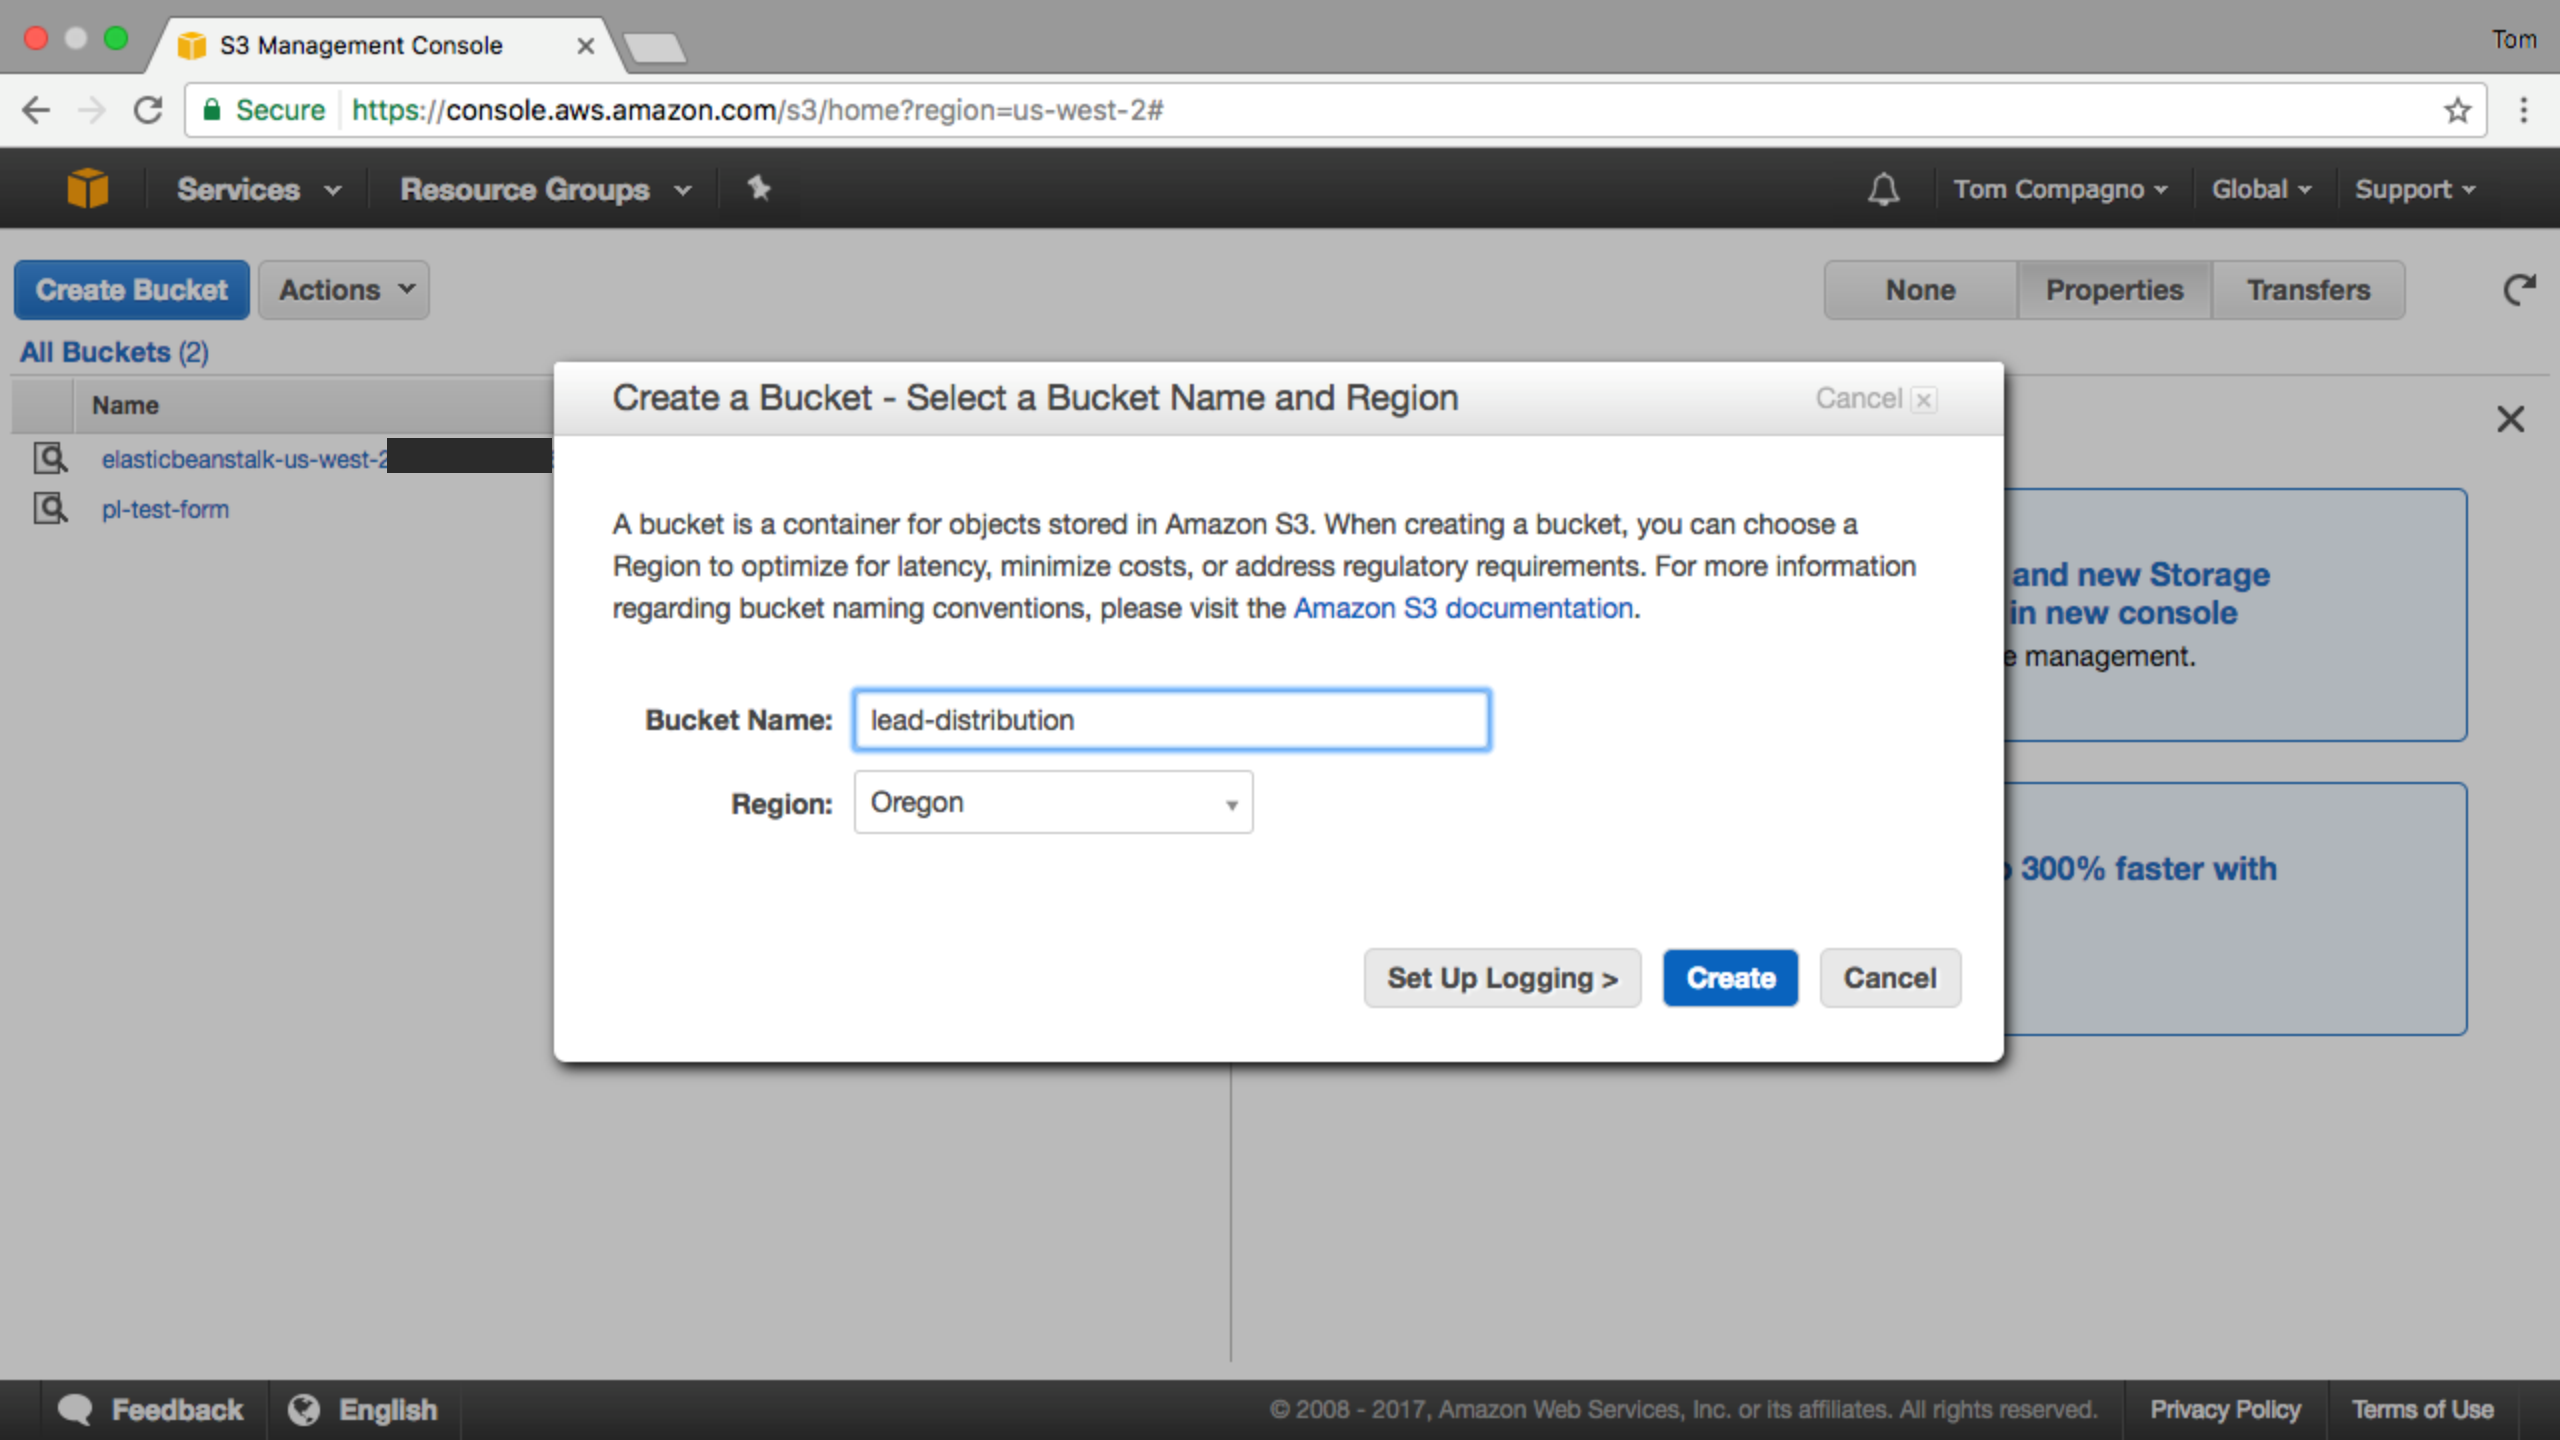 S3 Management Console
Tom
Secure https://console.aws.amazon.com/s3/home?region=us-west-2#
Services Resource Groups Tom Compagno Global Support
Create Bucket Actions None Properties Transfers
All Buckets (2)
Name
elasticbeanstalk-us-west-2
pl-test-form
Create a Bucket - Select a Bucket Name and Region Cancel
A bucket is a container for objects stored in Amazon S3. When creating a bucket, you can choose a
Region to optimize for latency, minimize costs, or address regulatory requirements. For more information
regarding bucket naming conventions, please visit the Amazon S3 documentation.
Bucket Name: lead-distribution
Region: Oregon
Set Up Logging > Create Cancel
and new Storage
in new console
e management.
300% faster with
Feedback English © 2008 - 2017, Amazon Web Services, Inc. or its affiliates. All rights reserved. Privacy Policy Terms of Use